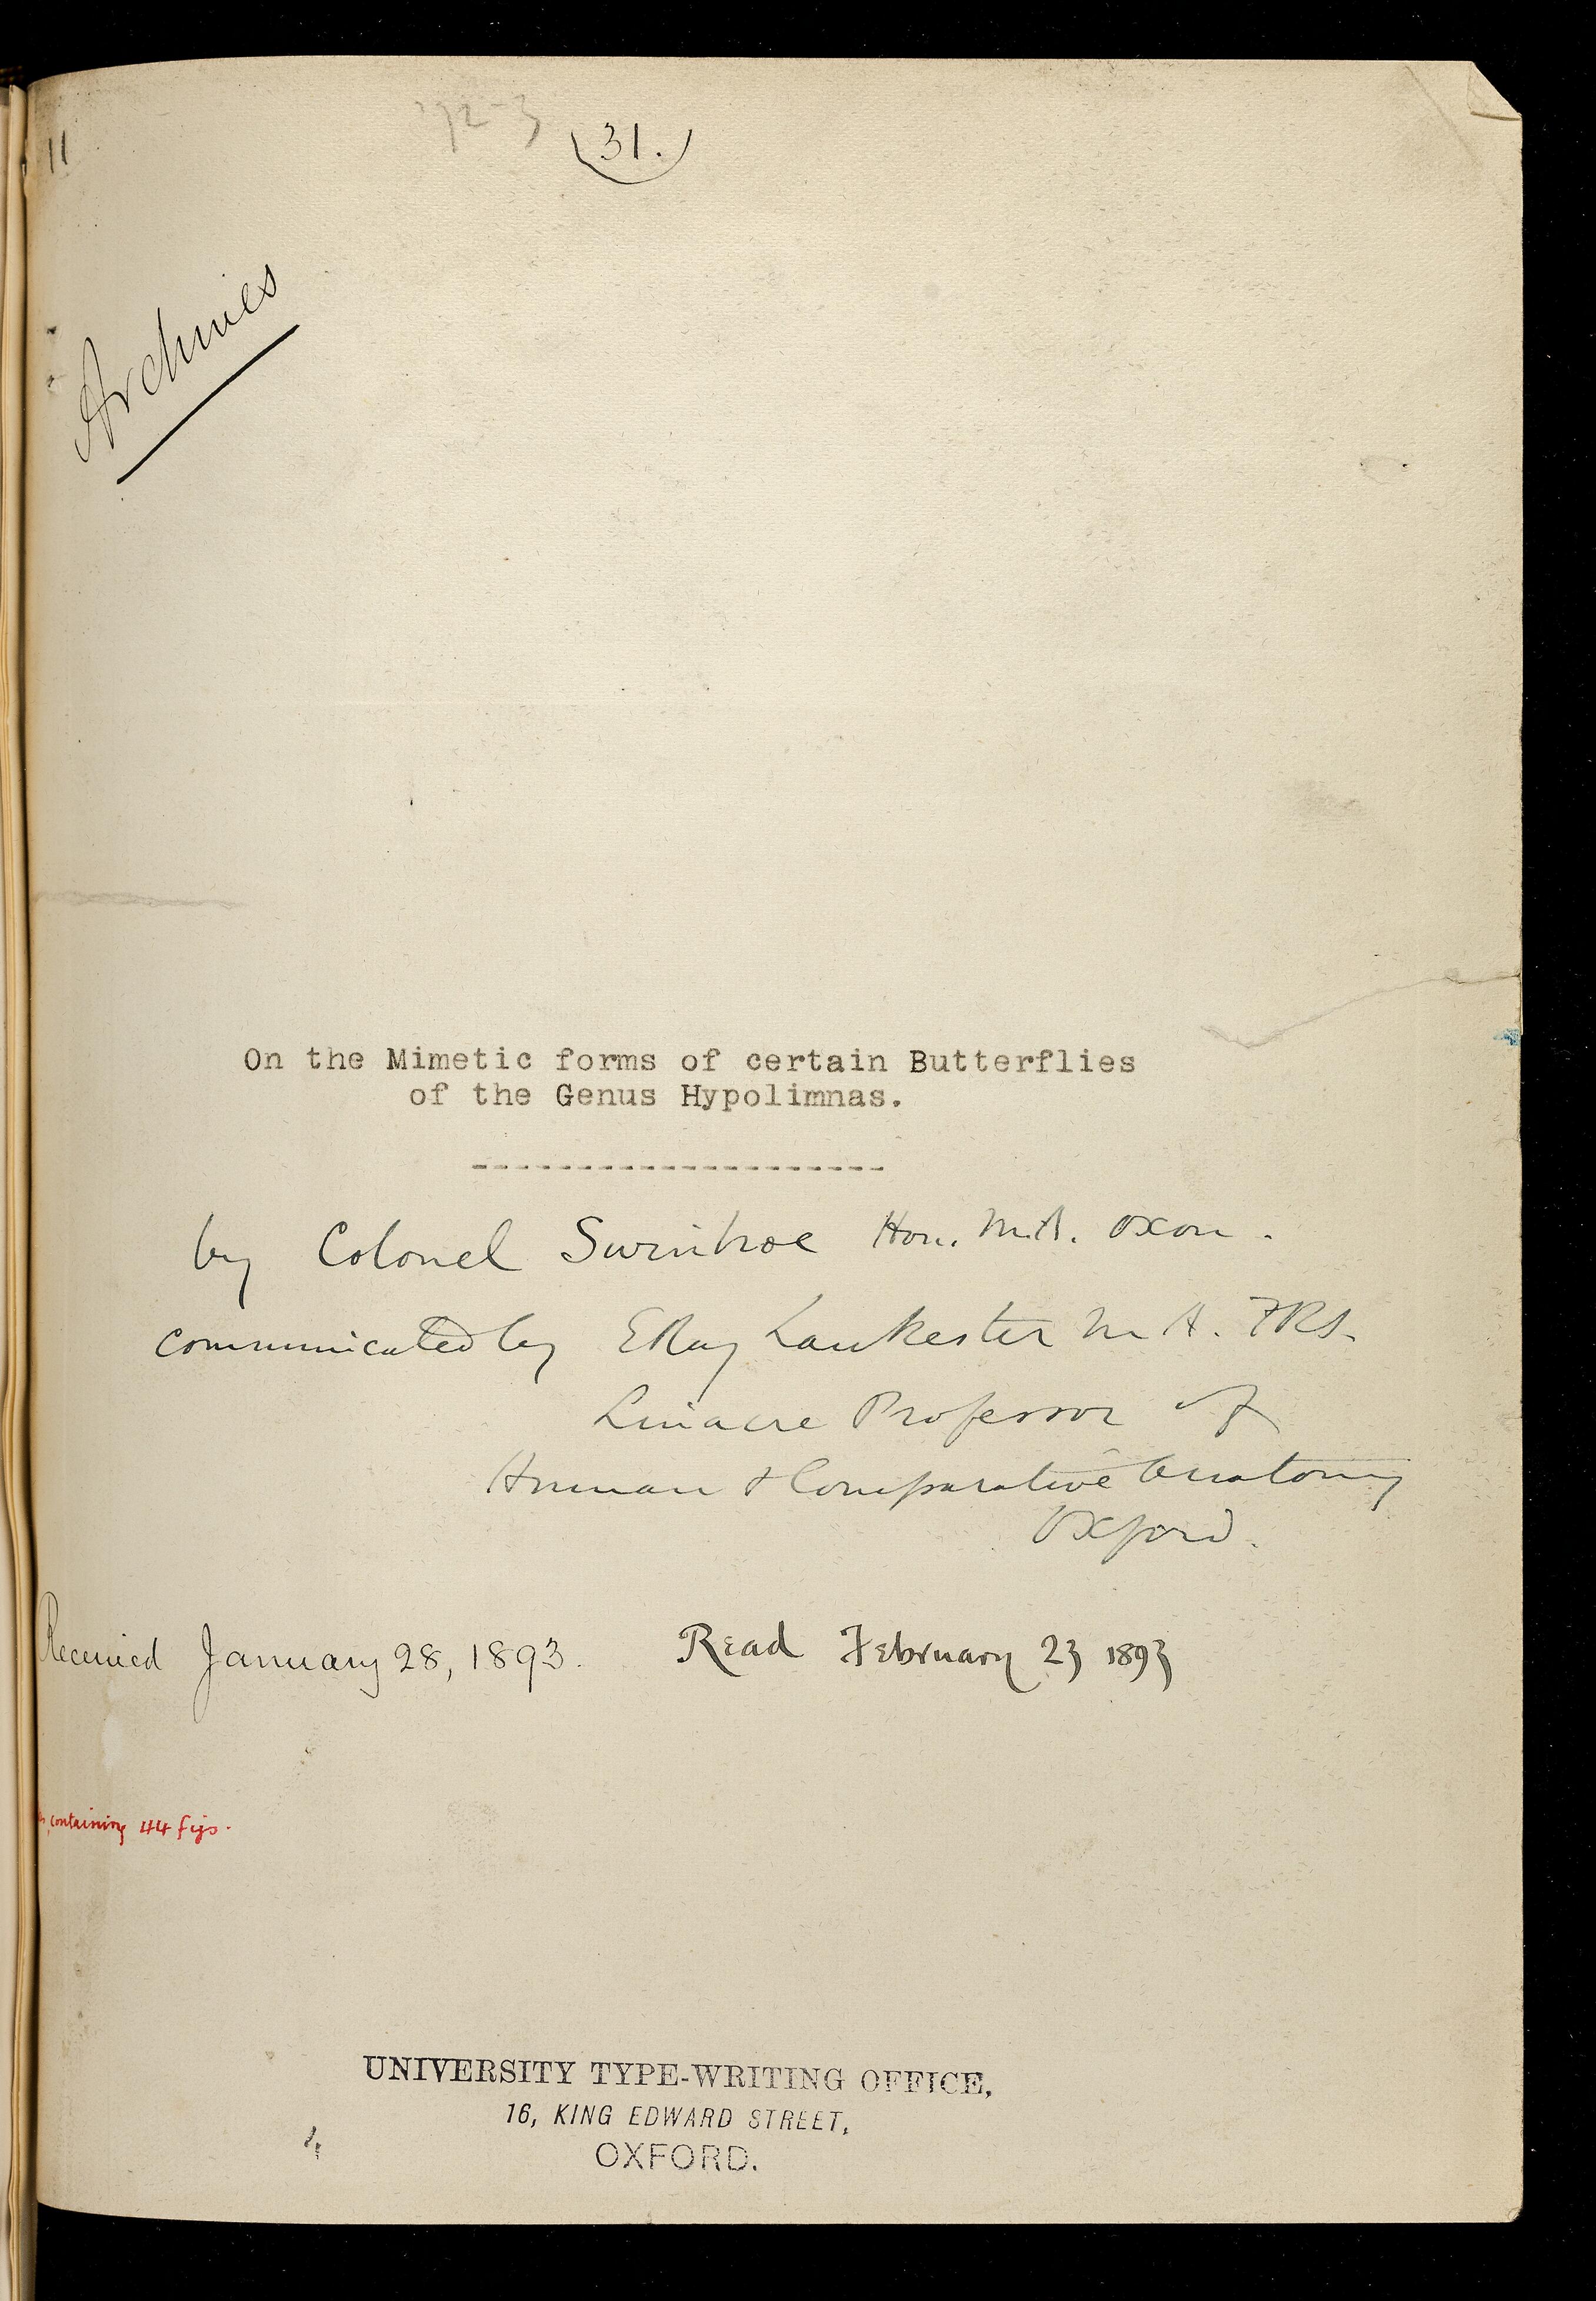 11
92-3
(31.)
Archives
On the Mimetic forms of certain Butterflies
of the Genus Hypolimnas.
---------------------
by Colonel Swinhoe Hon. M.A. Oxon.
communicated by E Ray Lankester M.A. FRS.
Linacre Professor of
Human & Comparative Anatomy
Oxford.
Received January 28, 1893. Read February 23 1893
containing 44 figs.
UNIVERSITY TYPE-WRITING OFFICE,
16, KING EDWARD STREET,
OXFORD.